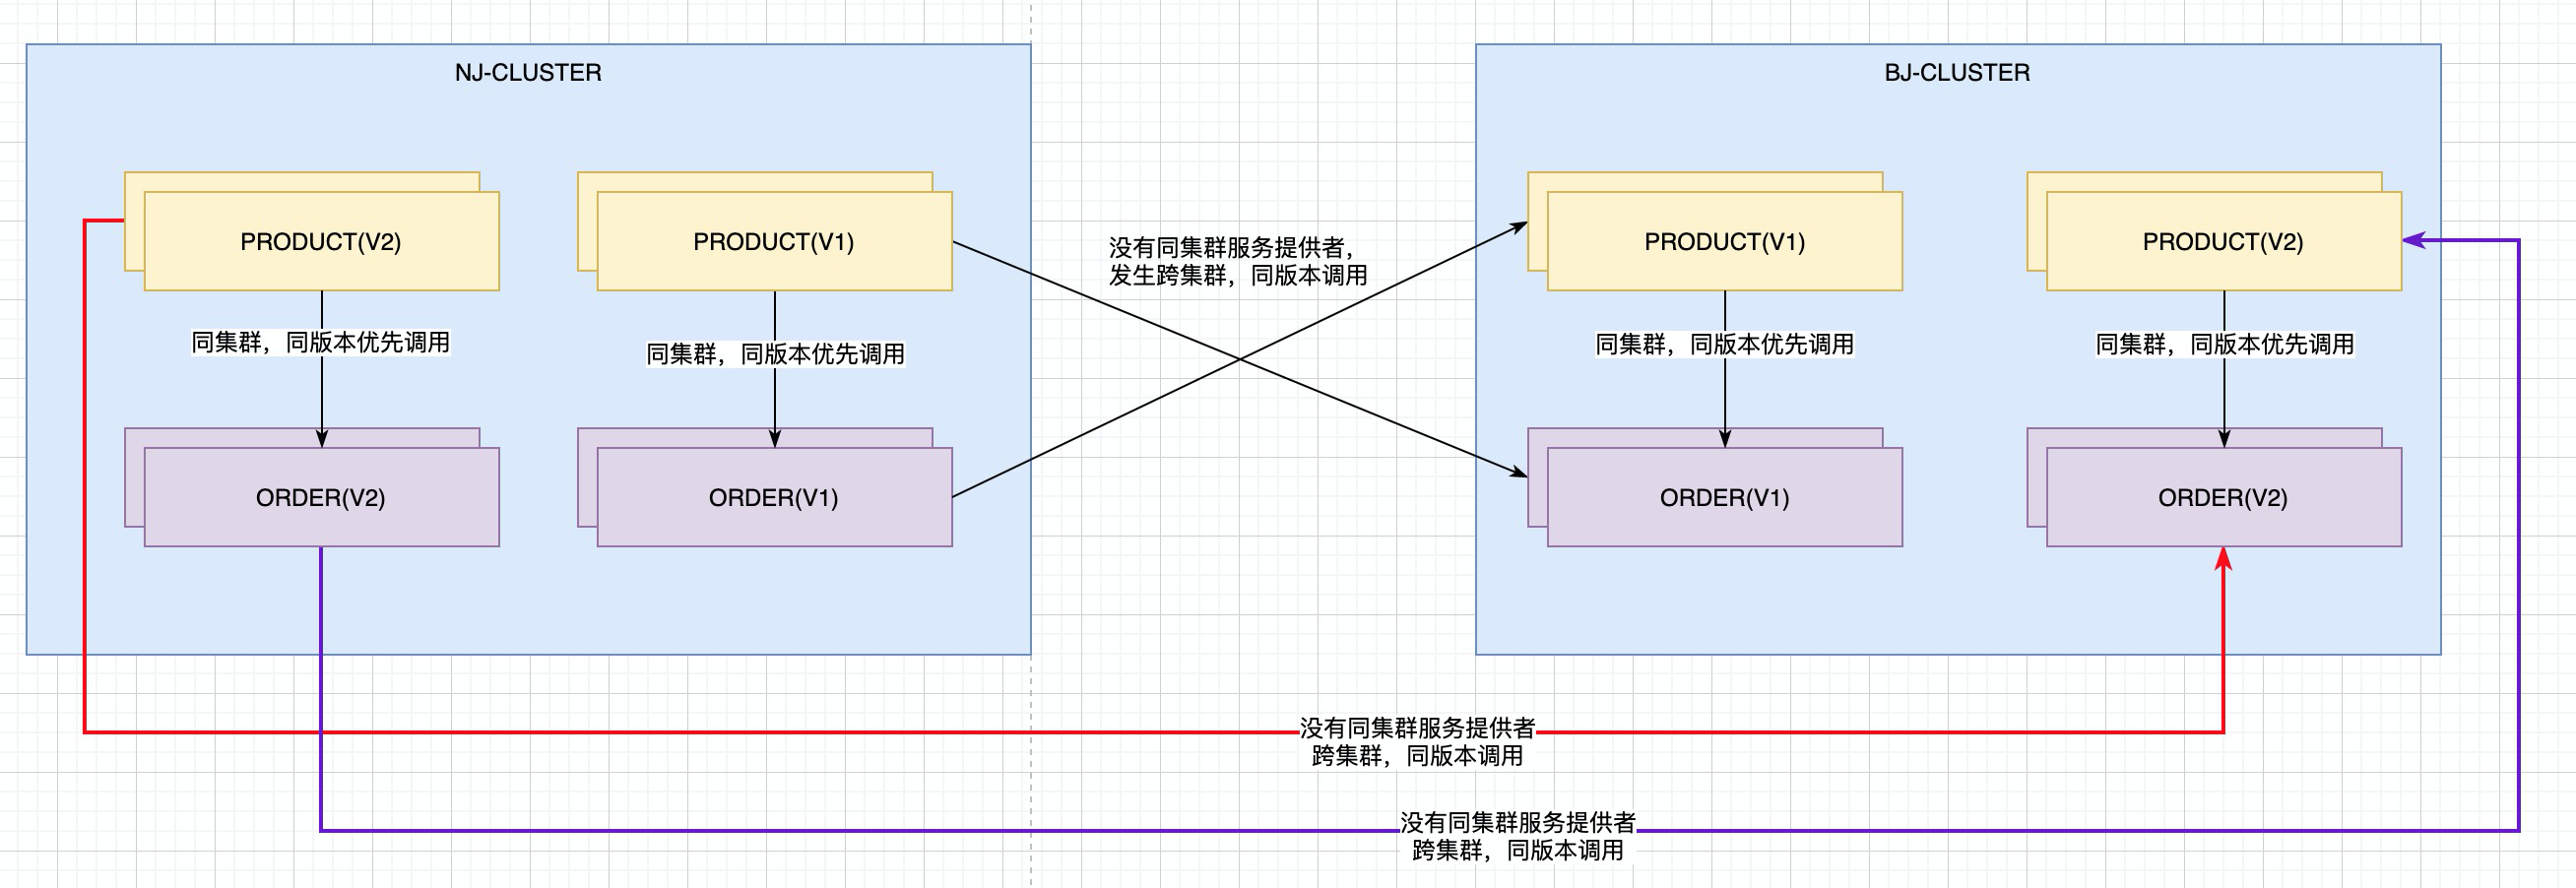 NJ-CLUSTER
BJ-CLUSTER
PRODUCT(V2)
PRODUCT(V1)
没有同集群服务提供者，
发生跨集群，同版本调用
PRODUCT(V1)
PRODUCT(V2)
同集群，同版本优先调用
同集群，同版本优先调用
同集群，同版本优先调用
同集群，同版本优先调用
ORDER(V2)
ORDER(V1)
ORDER(V1)
ORDER(V2)
没有同集群服务提供者
跨集群，同版本调用
没有同集群服务提供者
跨集群，同版本调用